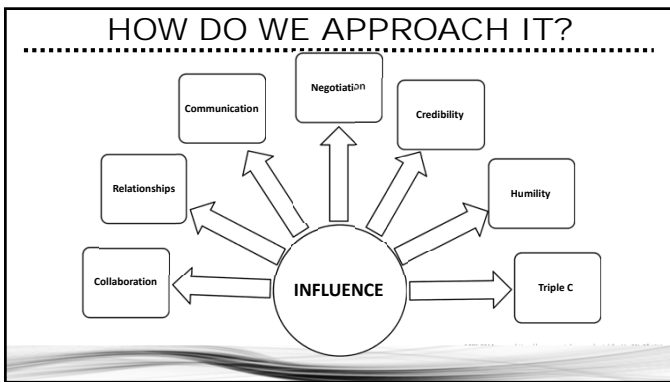 HOW DO WE APPROACH IT?
Negotiation
Communication
Credibility
Relationships
Humility
Collaboration
INFLUENCE
Triple C